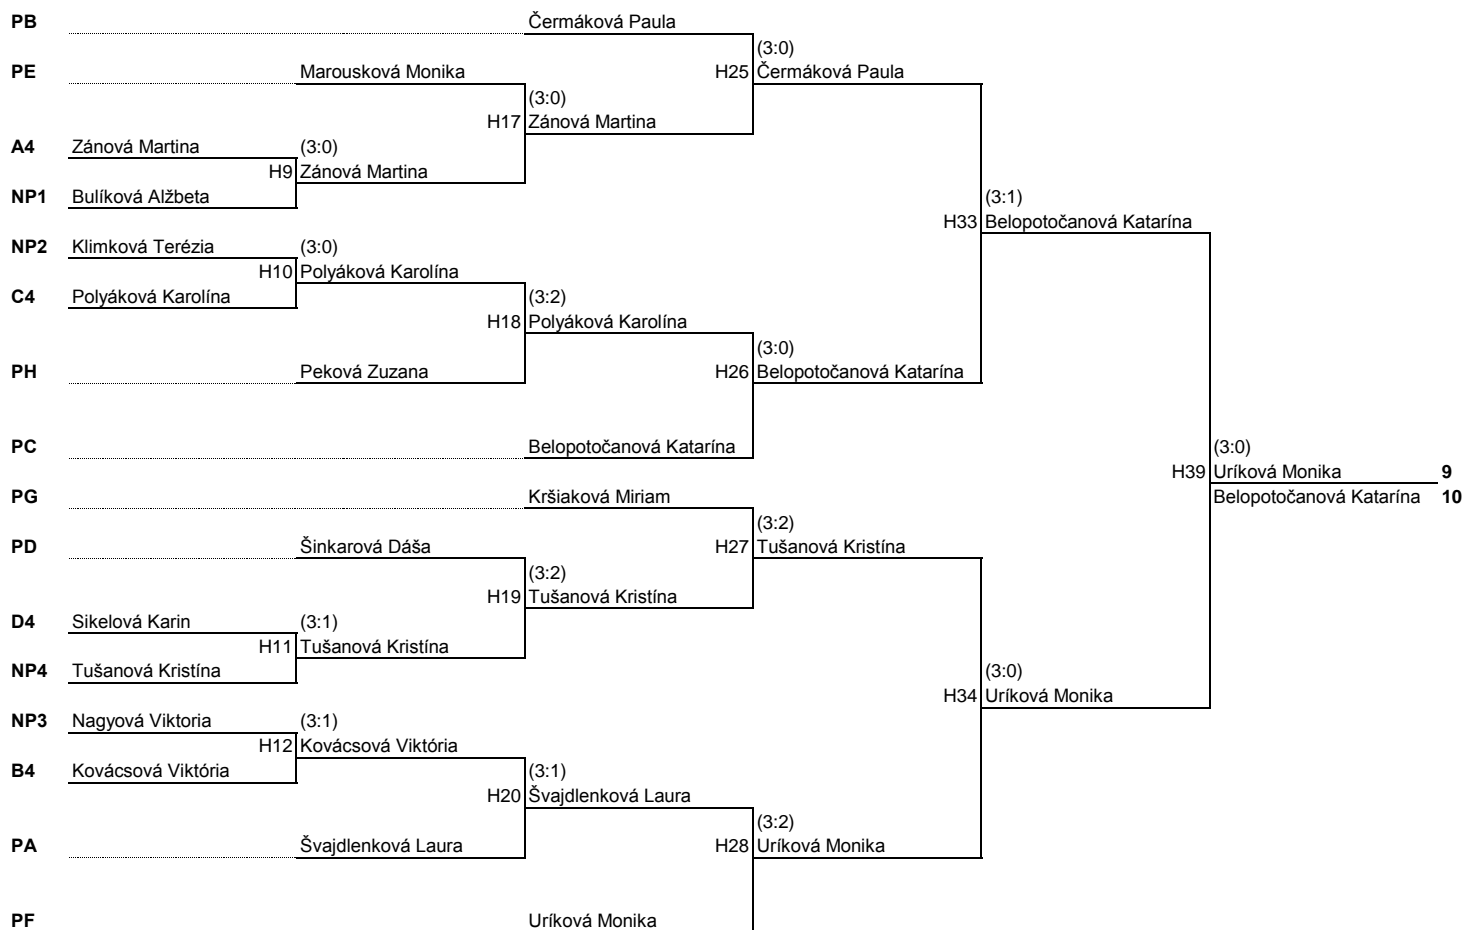 PB Čermáková Paula
(3:0)
PE Marousková Monika H25 Čermáková Paula
(3:0)
H17 Zánová Martina
A4 Zánová Martina (3:0)
H9 Zánová Martina
NP1 Bulíková Alžbeta (3:1)
H33 Belopotočanová Katarína
NP2 Klimková Terézia (3:0)
H10 Polyáková Karolína
C4 Polyáková Karolína (3:2)
H18 Polyáková Karolína
(3:0)
PH Peková Zuzana H26 Belopotočanová Katarína
PC Belopotočanová Katarína (3:0)
H39 Uríková Monika 9
PG Kršiaková Miriam Belopotočanová Katarína 10
(3:2)
PD Šinkarová Dáša H27 Tušanová Kristína
(3:2)
H19 Tušanová Kristína
D4 Sikelová Karin (3:1)
H11 Tušanová Kristína
NP4 Tušanová Kristína (3:0)
H34 Uríková Monika
NP3 Nagyová Viktoria (3:1)
H12 Kovácsová Viktória
B4 Kovácsová Viktória (3:1)
H20 Švajdlenková Laura
(3:2)
PA Švajdlenková Laura H28 Uríková Monika
PF Uríková Monika